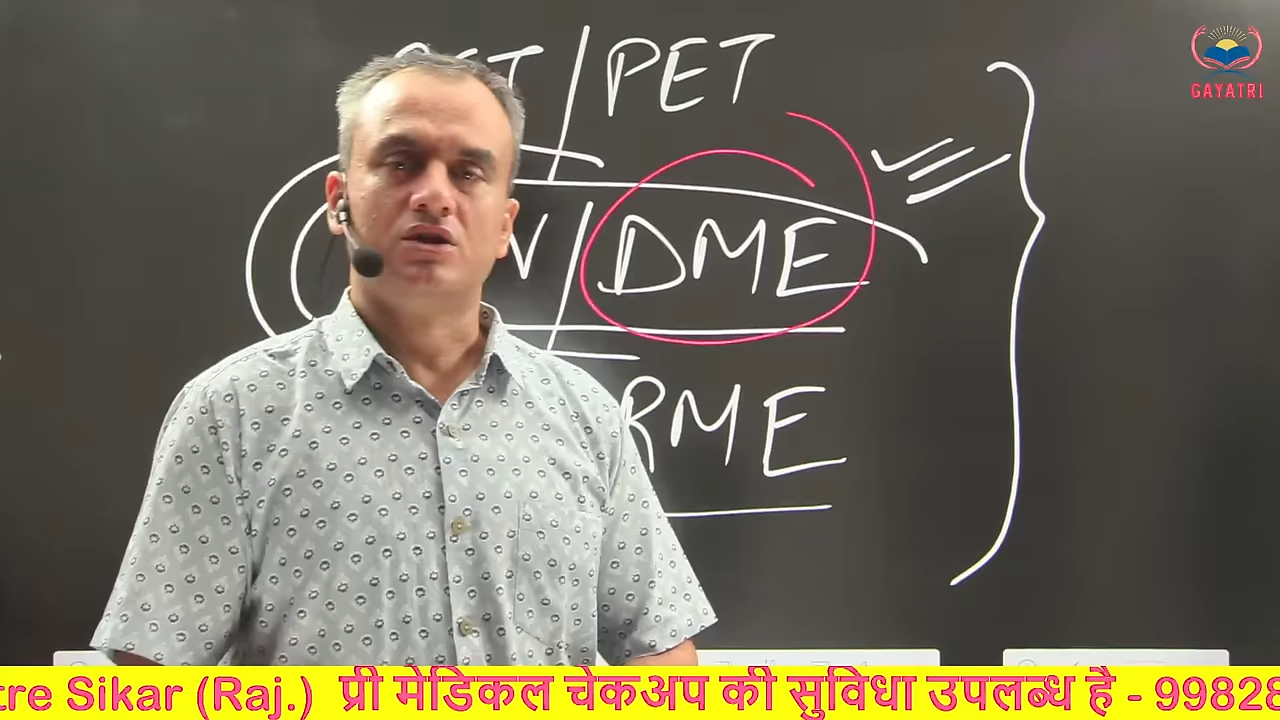 / PET
GAYATRI
/ DME
RME
tre Sikar (Raj.) प्री मेडिकल चेकअप की सुविधा उपलब्ध है - 99828